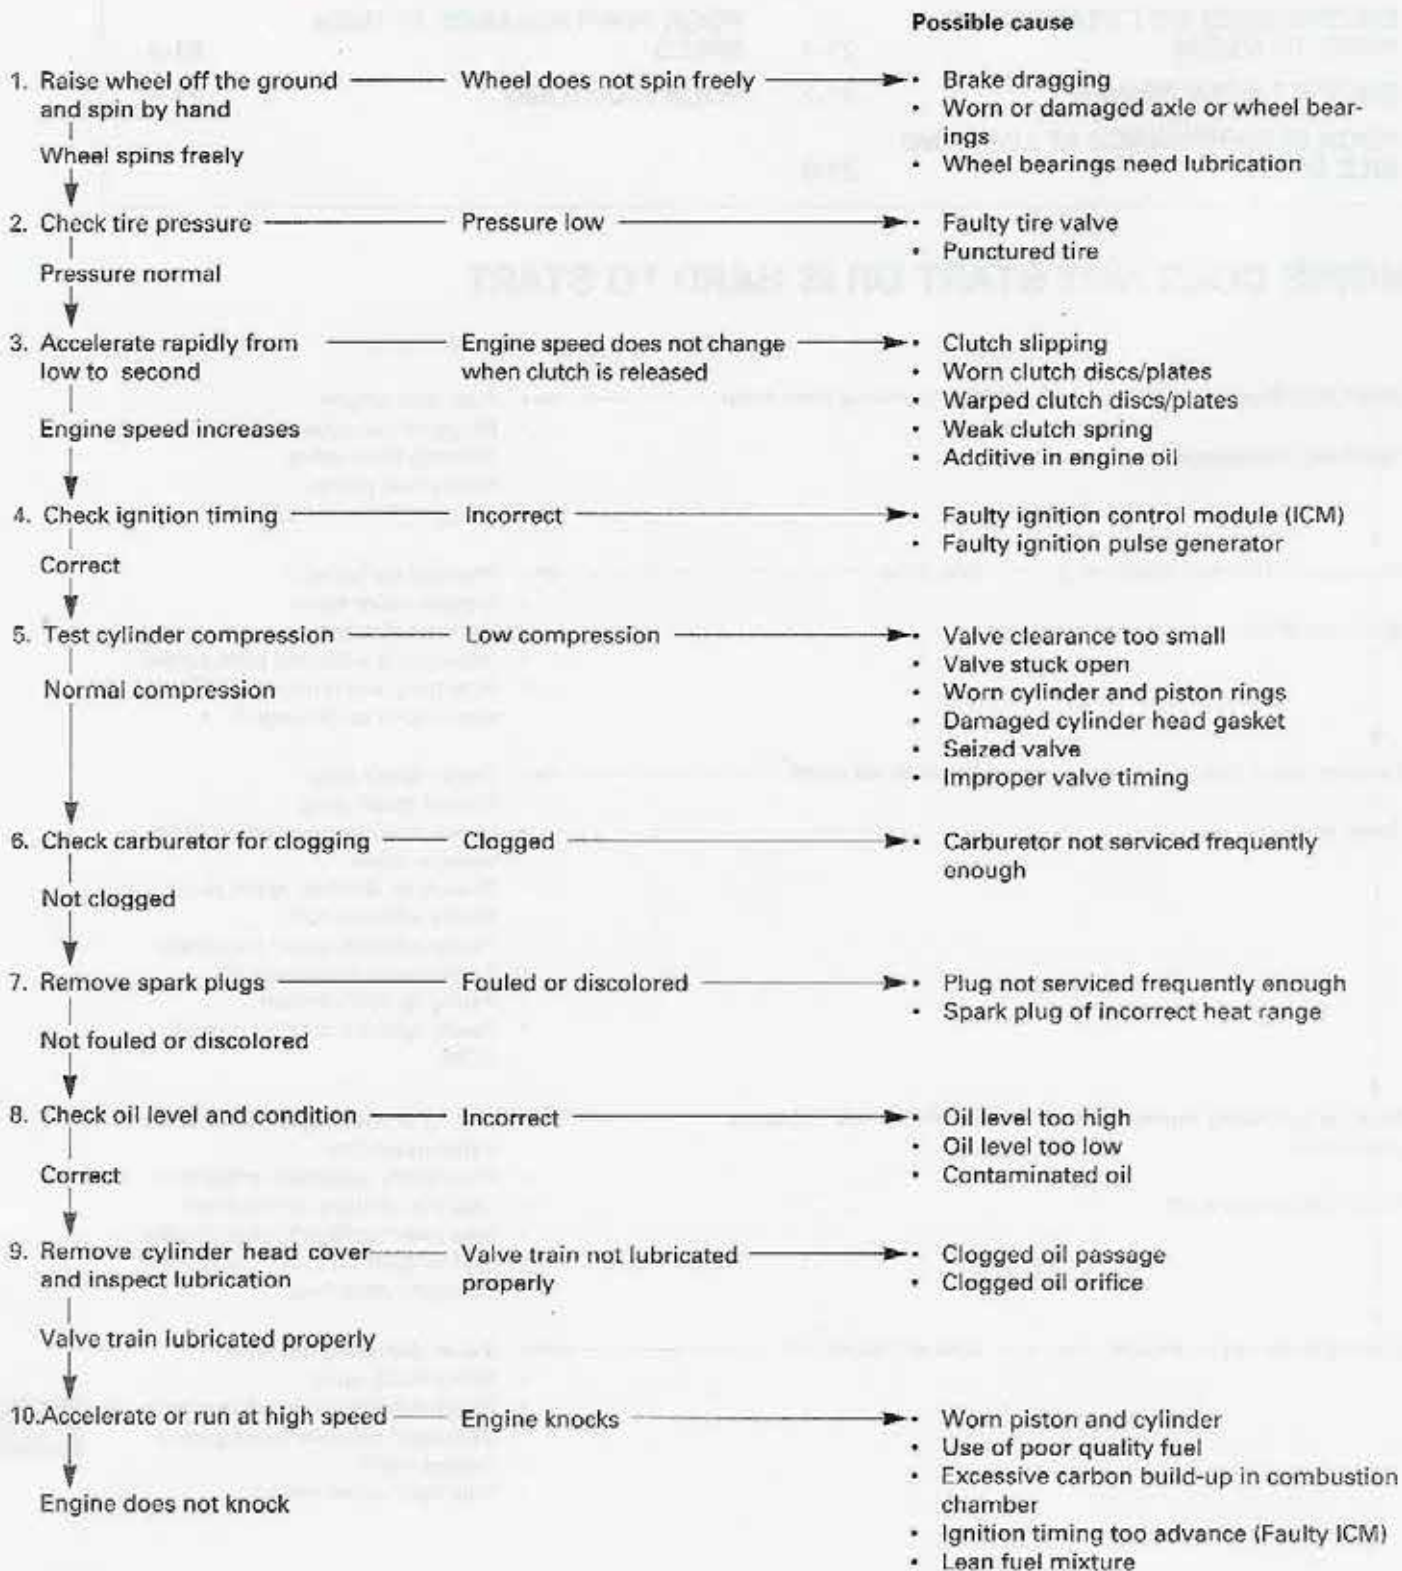 Possible cause
1. Raise wheel off the ground Wheel does not spin freely • Brake dragging
and spin by hand • Worn or damaged axle or wheel bear-
ings
Wheel spins freely • Wheel bearings need lubrication
2. Check tire pressure Pressure low • Faulty tire valve
• Punctured tire
Pressure normal
3. Accelerate rapidly from Engine speed does not change • Clutch slipping
low to second when clutch is released • Worn clutch discs/plates
• Warped clutch discs/plates
Engine speed increases • Weak clutch spring
• Additive in engine oil
4. Check ignition timing Incorrect • Faulty ignition control module (ICM)
• Faulty ignition pulse generator
Correct
5. Test cylinder compression Low compression • Valve clearance too small
• Valve stuck open
Normal compression • Worn cylinder and piston rings
• Damaged cylinder head gasket
• Seized valve
• Improper valve timing
6. Check carburetor for clogging Clogged • Carburetor not serviced frequently
enough
Not clogged
7. Remove spark plugs Fouled or discolored • Plug not serviced frequently enough
• Spark plug of incorrect heat range
Not fouled or discolored
8. Check oil level and condition Incorrect • Oil level too high
• Oil level too low
Correct • Contaminated oil
9. Remove cylinder head cover Valve train not lubricated • Clogged oil passage
and inspect lubrication properly • Clogged oil orifice
Valve train lubricated properly
10.Accelerate or run at high speed Engine knocks • Worn piston and cylinder
• Use of poor quality fuel
• Excessive carbon build-up in combustion
Engine does not knock chamber
• Ignition timing too advance (Faulty ICM)
• Lean fuel mixture